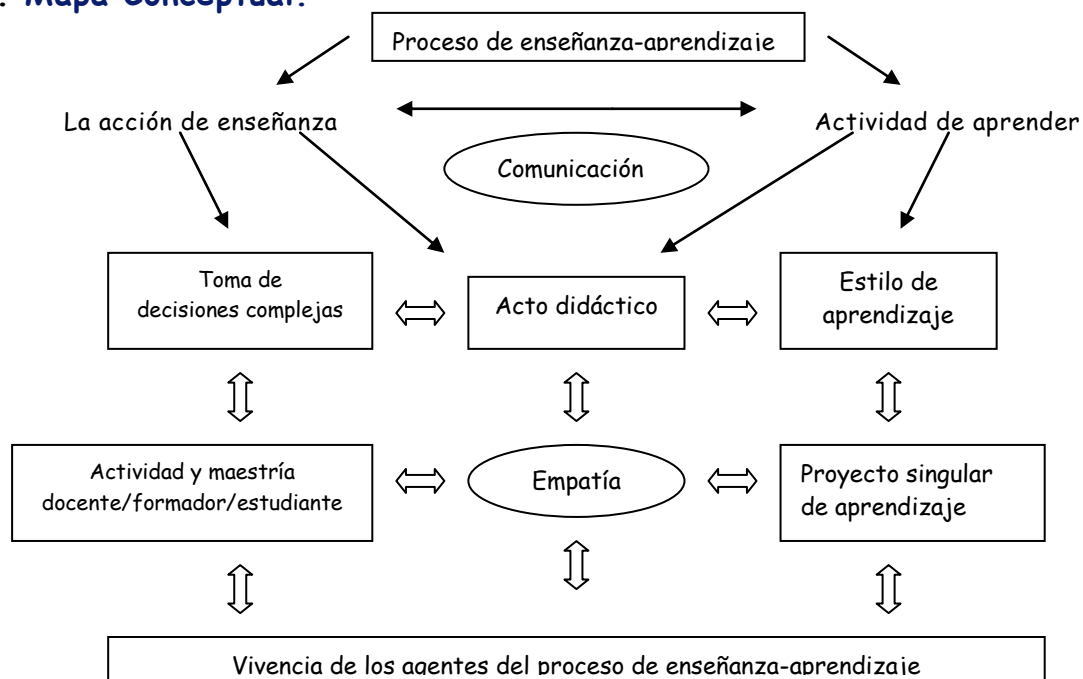 . Mapa Conceptual:
Proceso de enseñanza-aprendizaje
La acción de enseñanza
Actividad de aprender
Comunicación
Toma de
decisiones complejas
Acto didáctico
Estilo de
aprendizaje
Actividad y maestría
docente/formador/estudiante
Empatía
Proyecto singular
de aprendizaje
Vivencia de los agentes del proceso de enseñanza-aprendizaje